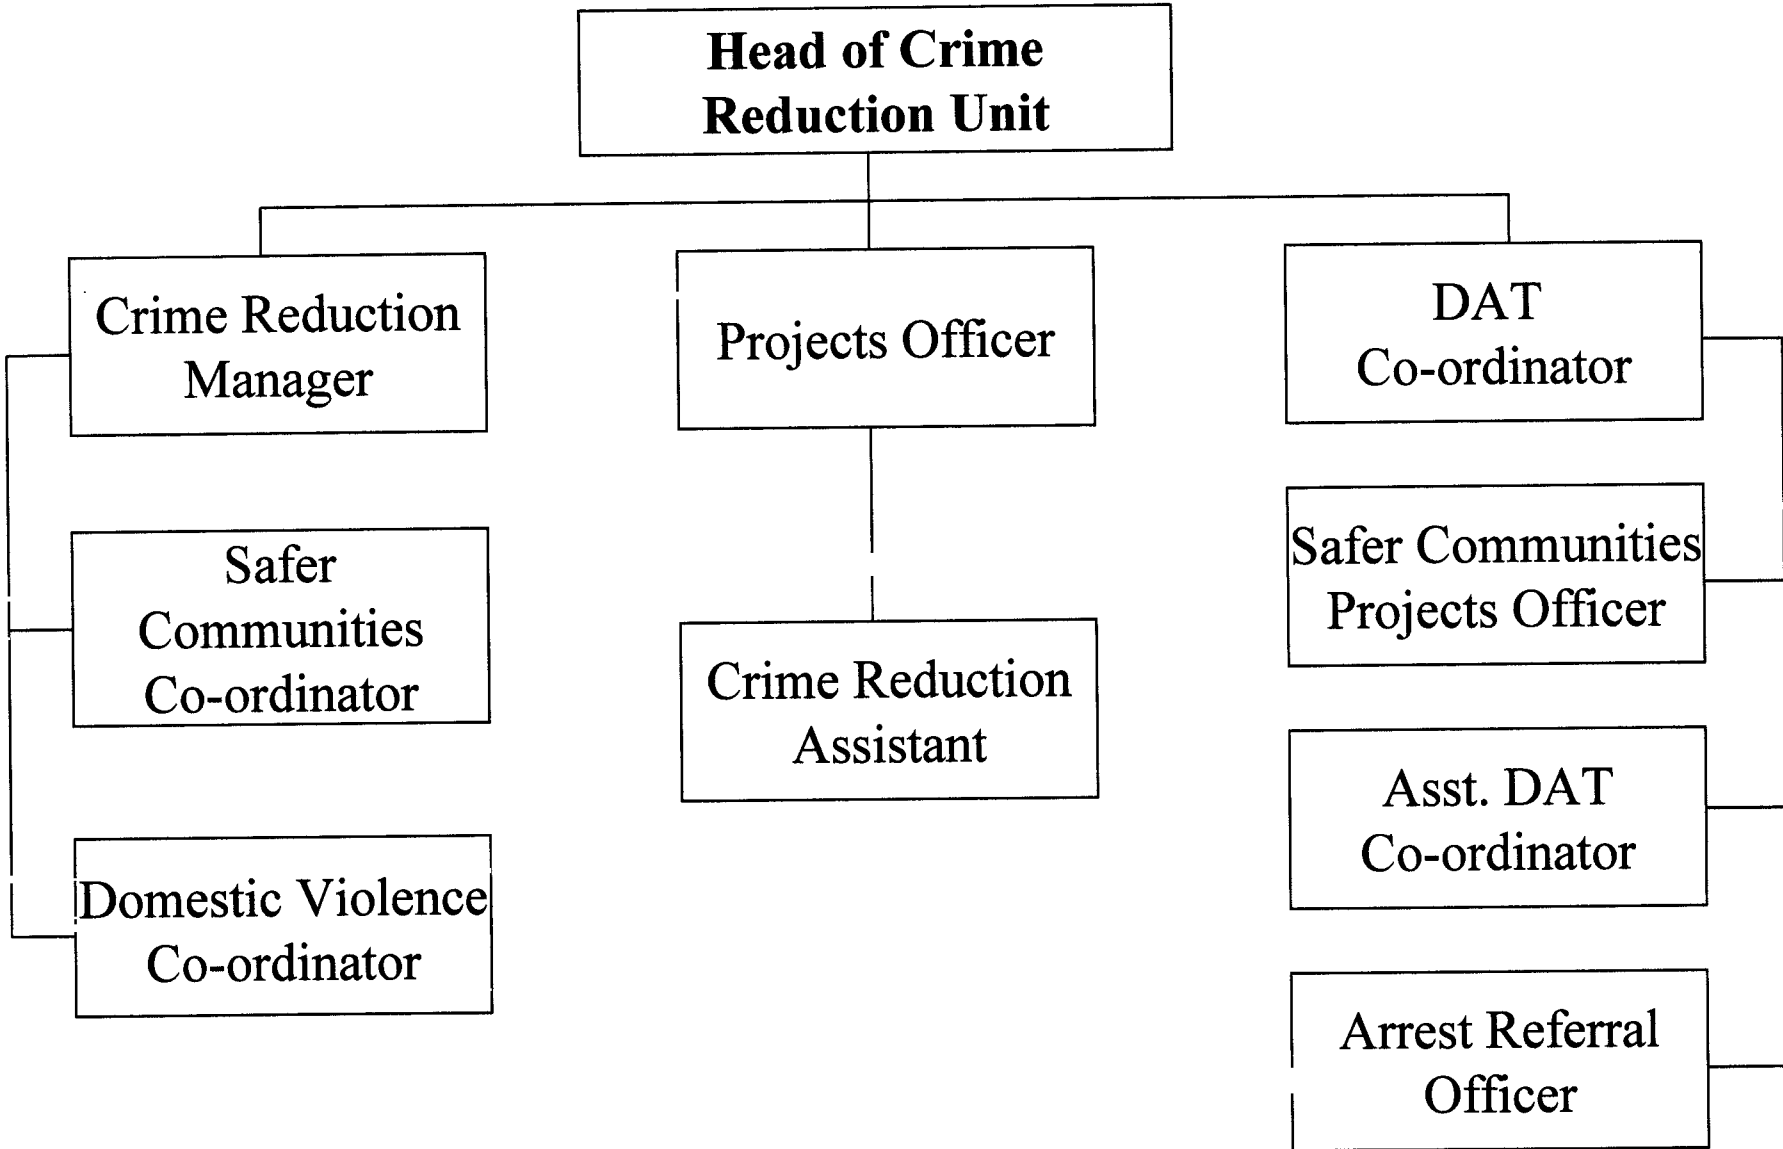 Head of Crime
Reduction Unit
Crime Reduction
Manager
Projects Officer
DAT
Co-ordinator
Safer
Communities
Co-ordinator
Crime Reduction
Assistant
Safer Communities
Projects Officer
Asst. DAT
Co-ordinator
Domestic Violence
Co-ordinator
Arrest Referral
Officer